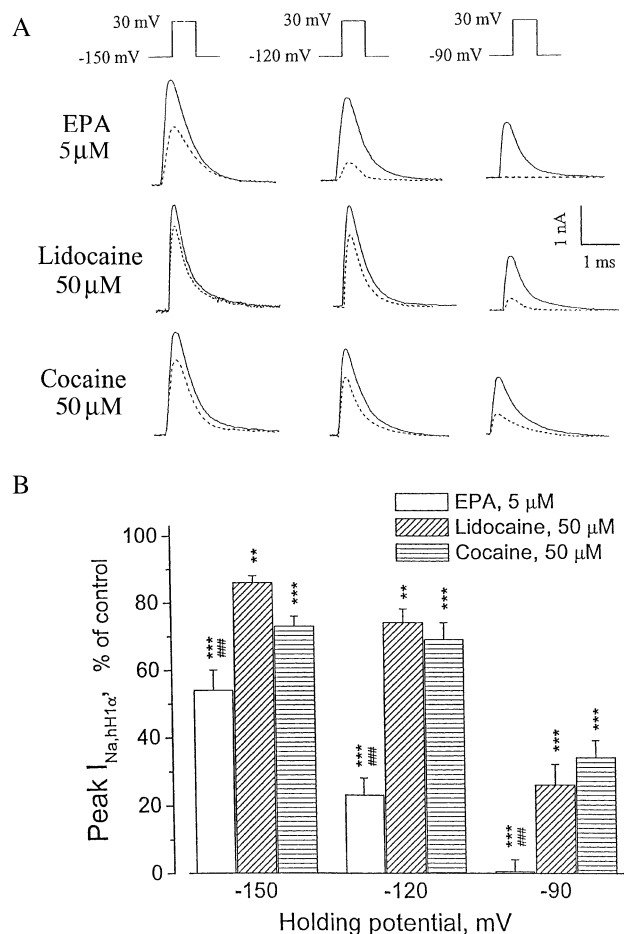 A
30 mV 30 mV 30 mV
-150 mV -120 mV -90 mV
EPA
5 μM
Lidocaine
50 μM
1 nA
1 ms
Cocaine
50 μM
B
EPA, 5 μM
Lidocaine, 50 μM
Cocaine, 50 μM
Peak I_Na,hH1α, % of control
100
80
60
40
20
0
*** ### ** ***
*** ### ** ***
*** ### *** ***
-150 -120 -90
Holding potential, mV